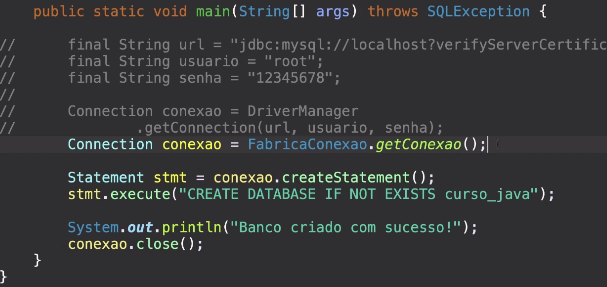 public static void main(String[] args) throws SQLException {
//      final String url = "jdbc:mysql://localhost?verifyServerCertific
//      final String usuario = "root";
//      final String senha = "12345678";
//
//      Connection conexao = DriverManager
//              .getConnection(url, usuario, senha);
        Connection conexao = FabricaConexao.getConexao();
        Statement stmt = conexao.createStatement();
        stmt.execute("CREATE DATABASE IF NOT EXISTS curso_java");
        System.out.println("Banco criado com sucesso!");
        conexao.close();
    }
}